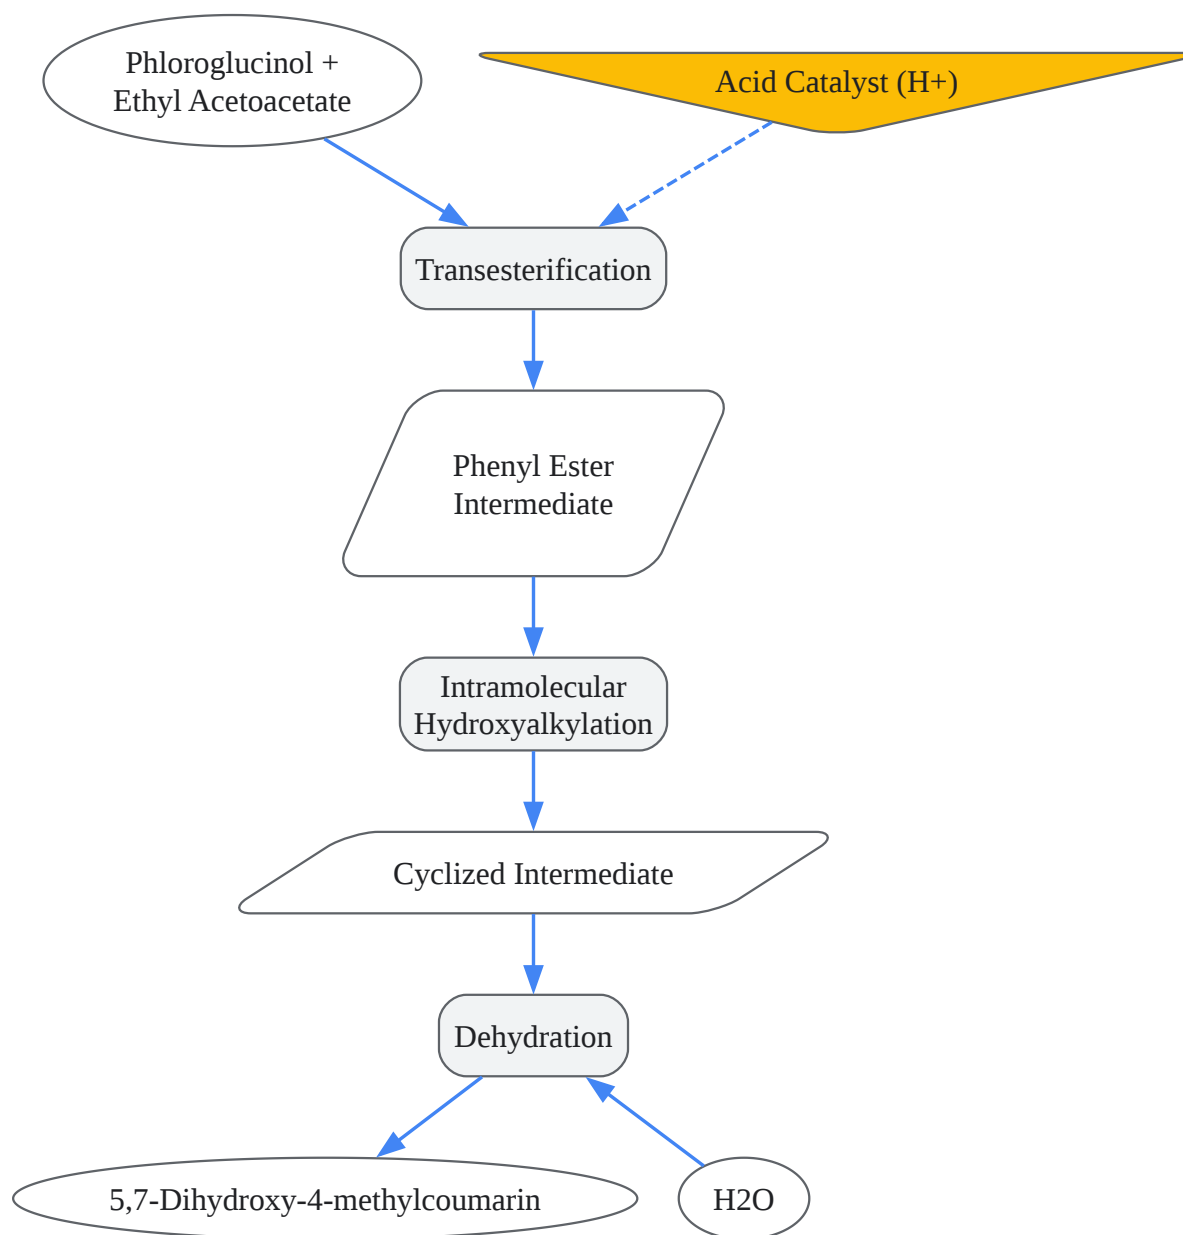 Phloroglucinol +
Ethyl Acetoacetate
Acid Catalyst (H+)
Transesterification
Phenyl Ester
Intermediate
Intramolecular
Hydroxyalkylation
Cyclized Intermediate
Dehydration
5,7-Dihydroxy-4-methylcoumarin
H2O